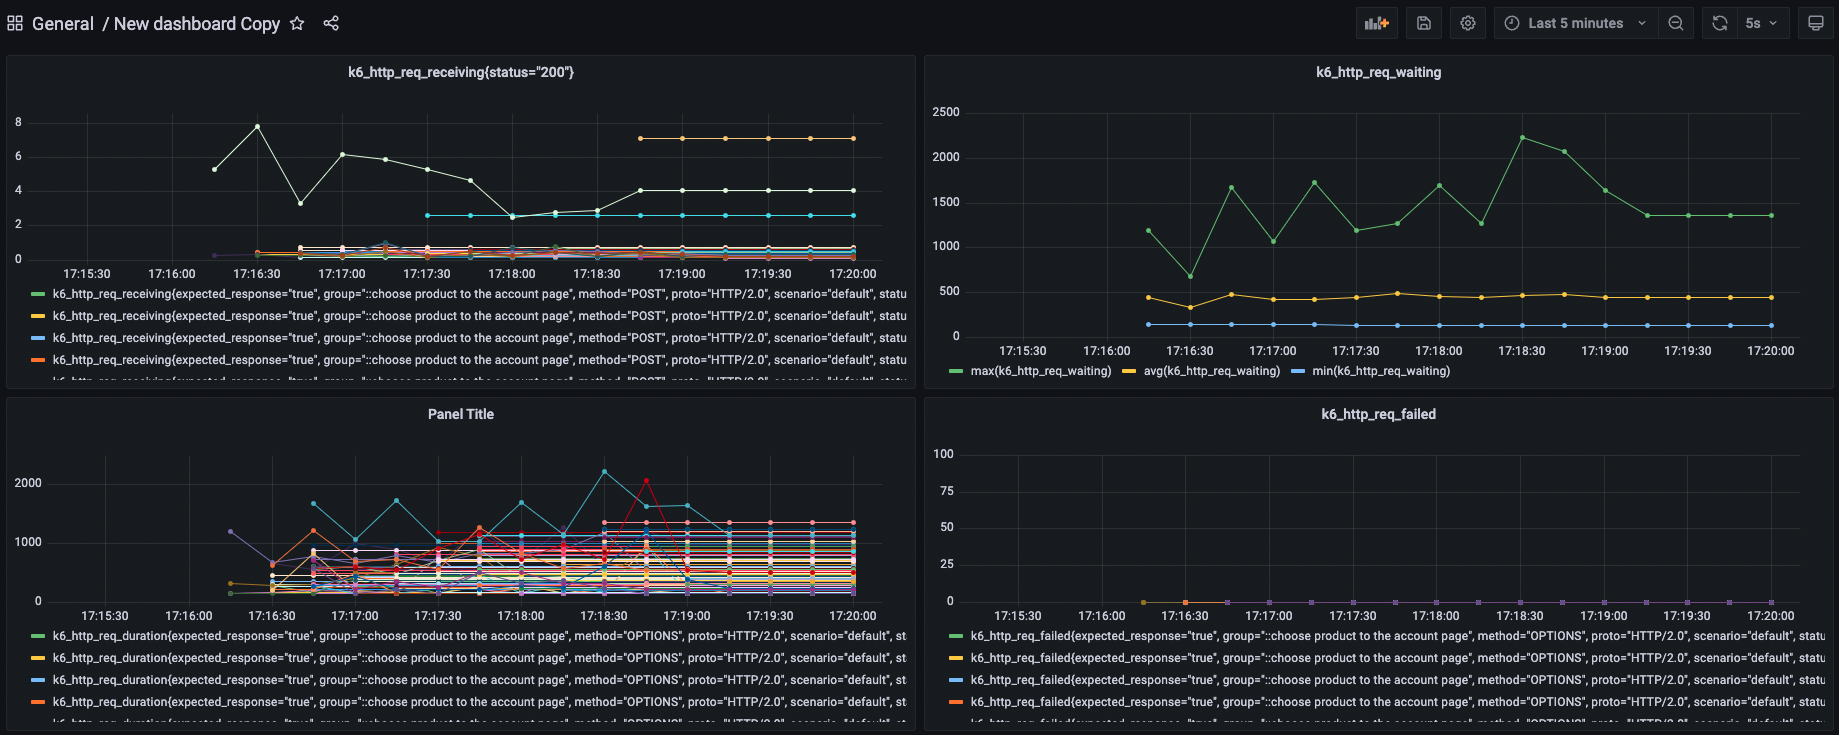 General / New dashboard Copy
Last 5 minutes
5s
k6_http_req_receiving{status="200"}
8
6
4
2
0
17:15:30 17:16:00 17:16:30 17:17:00 17:17:30 17:18:00 17:18:30 17:19:00 17:19:30 17:20:00
k6_http_req_receiving{expected_response="true", group="::choose product to the account page", method="POST", proto="HTTP/2.0", scenario="default", statu
k6_http_req_receiving{expected_response="true", group="::choose product to the account page", method="POST", proto="HTTP/2.0", scenario="default", statu
k6_http_req_receiving{expected_response="true", group="::choose product to the account page", method="POST", proto="HTTP/2.0", scenario="default", statu
k6_http_req_receiving{expected_response="true", group="::choose product to the account page", method="POST", proto="HTTP/2.0", scenario="default", statu
k6_http_req_waiting
2500
2000
1500
1000
500
0
17:15:30 17:16:00 17:16:30 17:17:00 17:17:30 17:18:00 17:18:30 17:19:00 17:19:30 17:20:00
max(k6_http_req_waiting) avg(k6_http_req_waiting) min(k6_http_req_waiting)
Panel Title
2000
1000
0
17:15:30 17:16:00 17:16:30 17:17:00 17:17:30 17:18:00 17:18:30 17:19:00 17:19:30 17:20:00
k6_http_req_duration{expected_response="true", group="::choose product to the account page", method="OPTIONS", proto="HTTP/2.0", scenario="default", st
k6_http_req_duration{expected_response="true", group="::choose product to the account page", method="OPTIONS", proto="HTTP/2.0", scenario="default", st
k6_http_req_duration{expected_response="true", group="::choose product to the account page", method="OPTIONS", proto="HTTP/2.0", scenario="default", st
k6_http_req_duration{expected_response="true", group="::choose product to the account page", method="OPTIONS", proto="HTTP/2.0", scenario="default", st
k6_http_req_failed
100
75
50
25
0
17:15:30 17:16:00 17:16:30 17:17:00 17:17:30 17:18:00 17:18:30 17:19:00 17:19:30 17:20:00
k6_http_req_failed{expected_response="true", group="::choose product to the account page", method="OPTIONS", proto="HTTP/2.0", scenario="default", statu
k6_http_req_failed{expected_response="true", group="::choose product to the account page", method="OPTIONS", proto="HTTP/2.0", scenario="default", statu
k6_http_req_failed{expected_response="true", group="::choose product to the account page", method="OPTIONS", proto="HTTP/2.0", scenario="default", statu
k6_http_req_failed{expected_response="true", group="::choose product to the account page", method="OPTIONS", proto="HTTP/2.0", scenario="default", statu